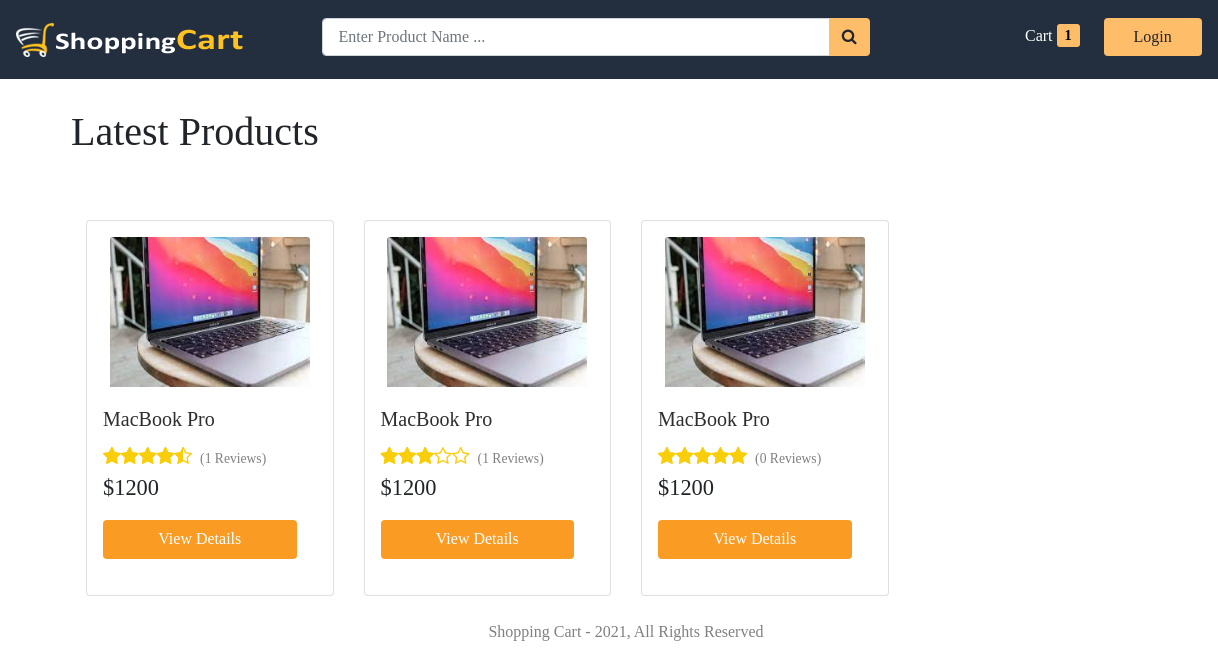 ShoppingCart
Enter Product Name ...
Cart 1
Login
Latest Products
MacBook Pro
(1 Reviews)
$1200
View Details
MacBook Pro
(1 Reviews)
$1200
View Details
MacBook Pro
(0 Reviews)
$1200
View Details
Shopping Cart - 2021, All Rights Reserved